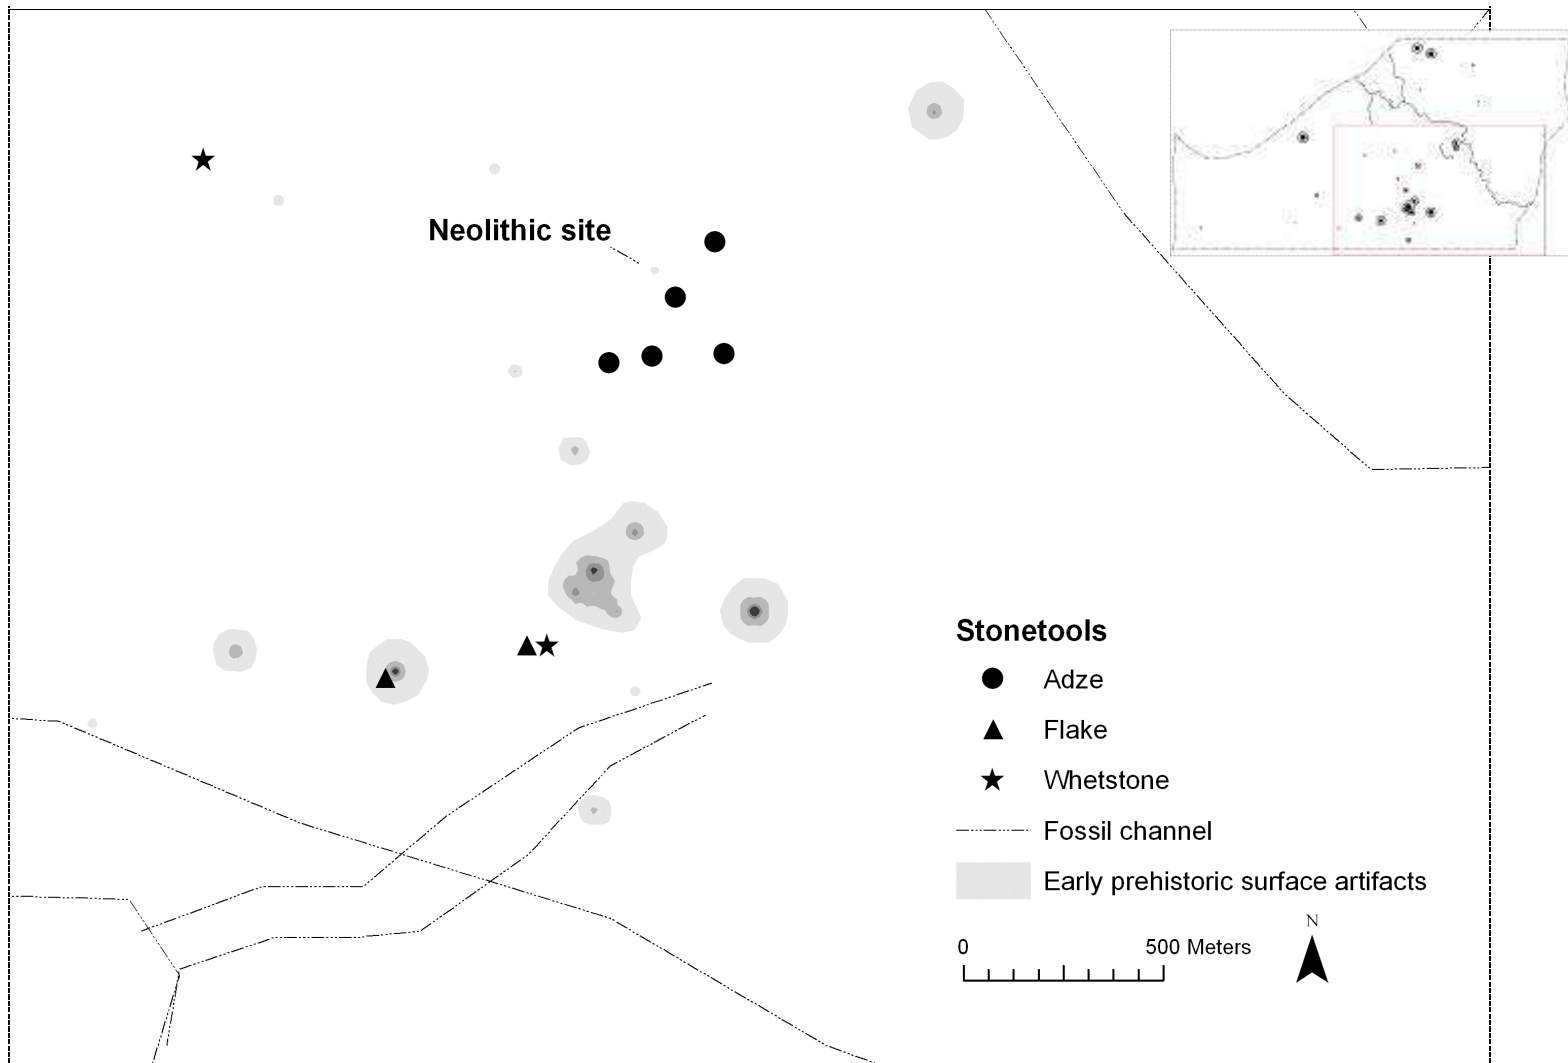 Neolithic site
Stonetools
Adze
Flake
Whetstone
Fossil channel
Early prehistoric surface artifacts
0 500 Meters
N